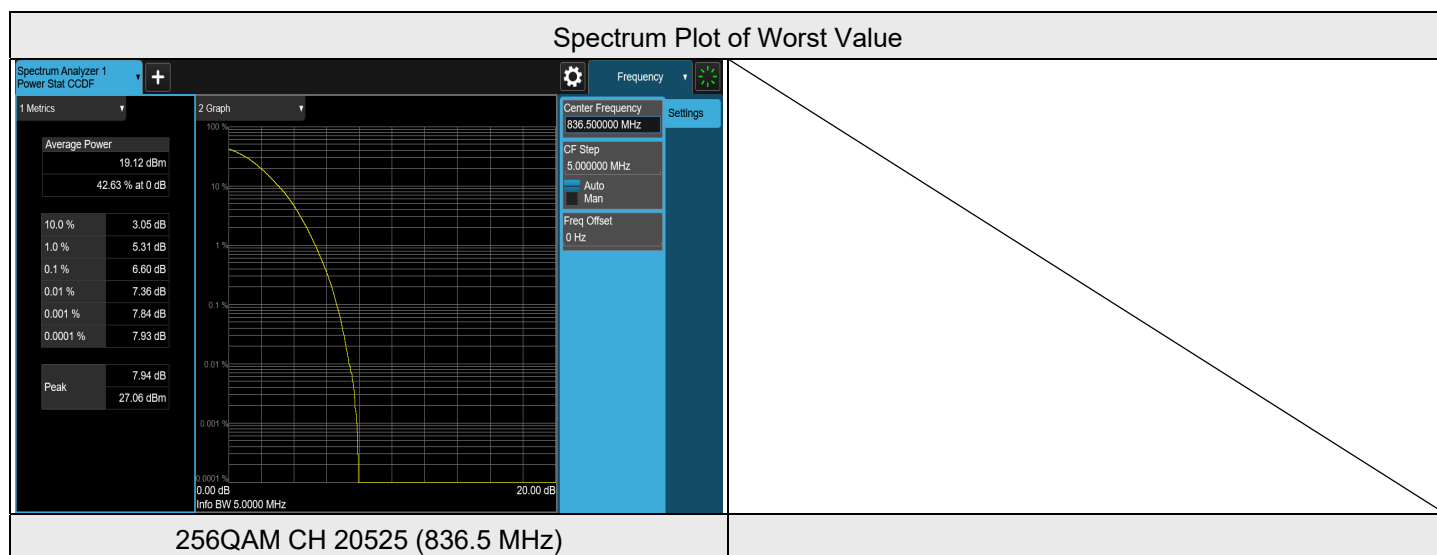 Spectrum Plot of Worst Value
Spectrum Analyzer 1
Power Stat CCDF
+
Frequency
1 Metrics
2 Graph
Average Power
19.12 dBm
42.63 % at 0 dB
10.0 % 3.05 dB
1.0 % 5.31 dB
0.1 % 6.60 dB
0.01 % 7.36 dB
0.001 % 7.84 dB
0.0001 % 7.93 dB
Peak
7.94 dB
27.06 dBm
100 %
10 %
1 %
0.1 %
0.01 %
0.001 %
0.0001 %
0.00 dB 20.00 dB
Info BW 5.0000 MHz
Center Frequency
836.500000 MHz
Settings
CF Step
5.000000 MHz
Auto
Man
Freq Offset
0 Hz
256QAM CH 20525 (836.5 MHz)